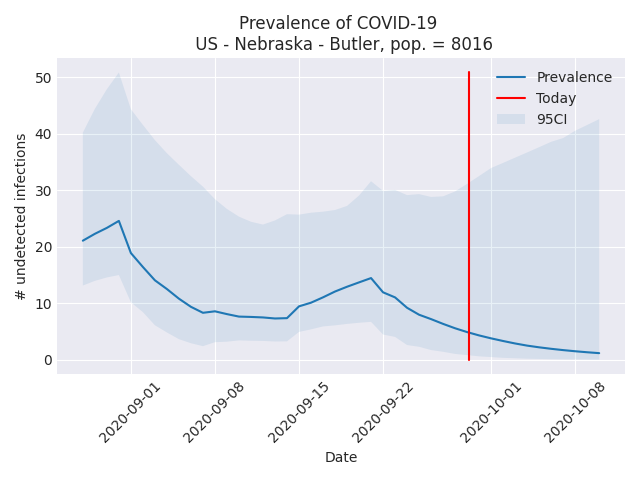 Prevalence of COVID-19
US - Nebraska - Butler, pop. = 8016
Prevalence
Today
95CI
# undetected infections
50
40
30
20
10
0
2020-09-01
2020-09-08
2020-09-15
2020-09-22
2020-10-01
2020-10-08
Date